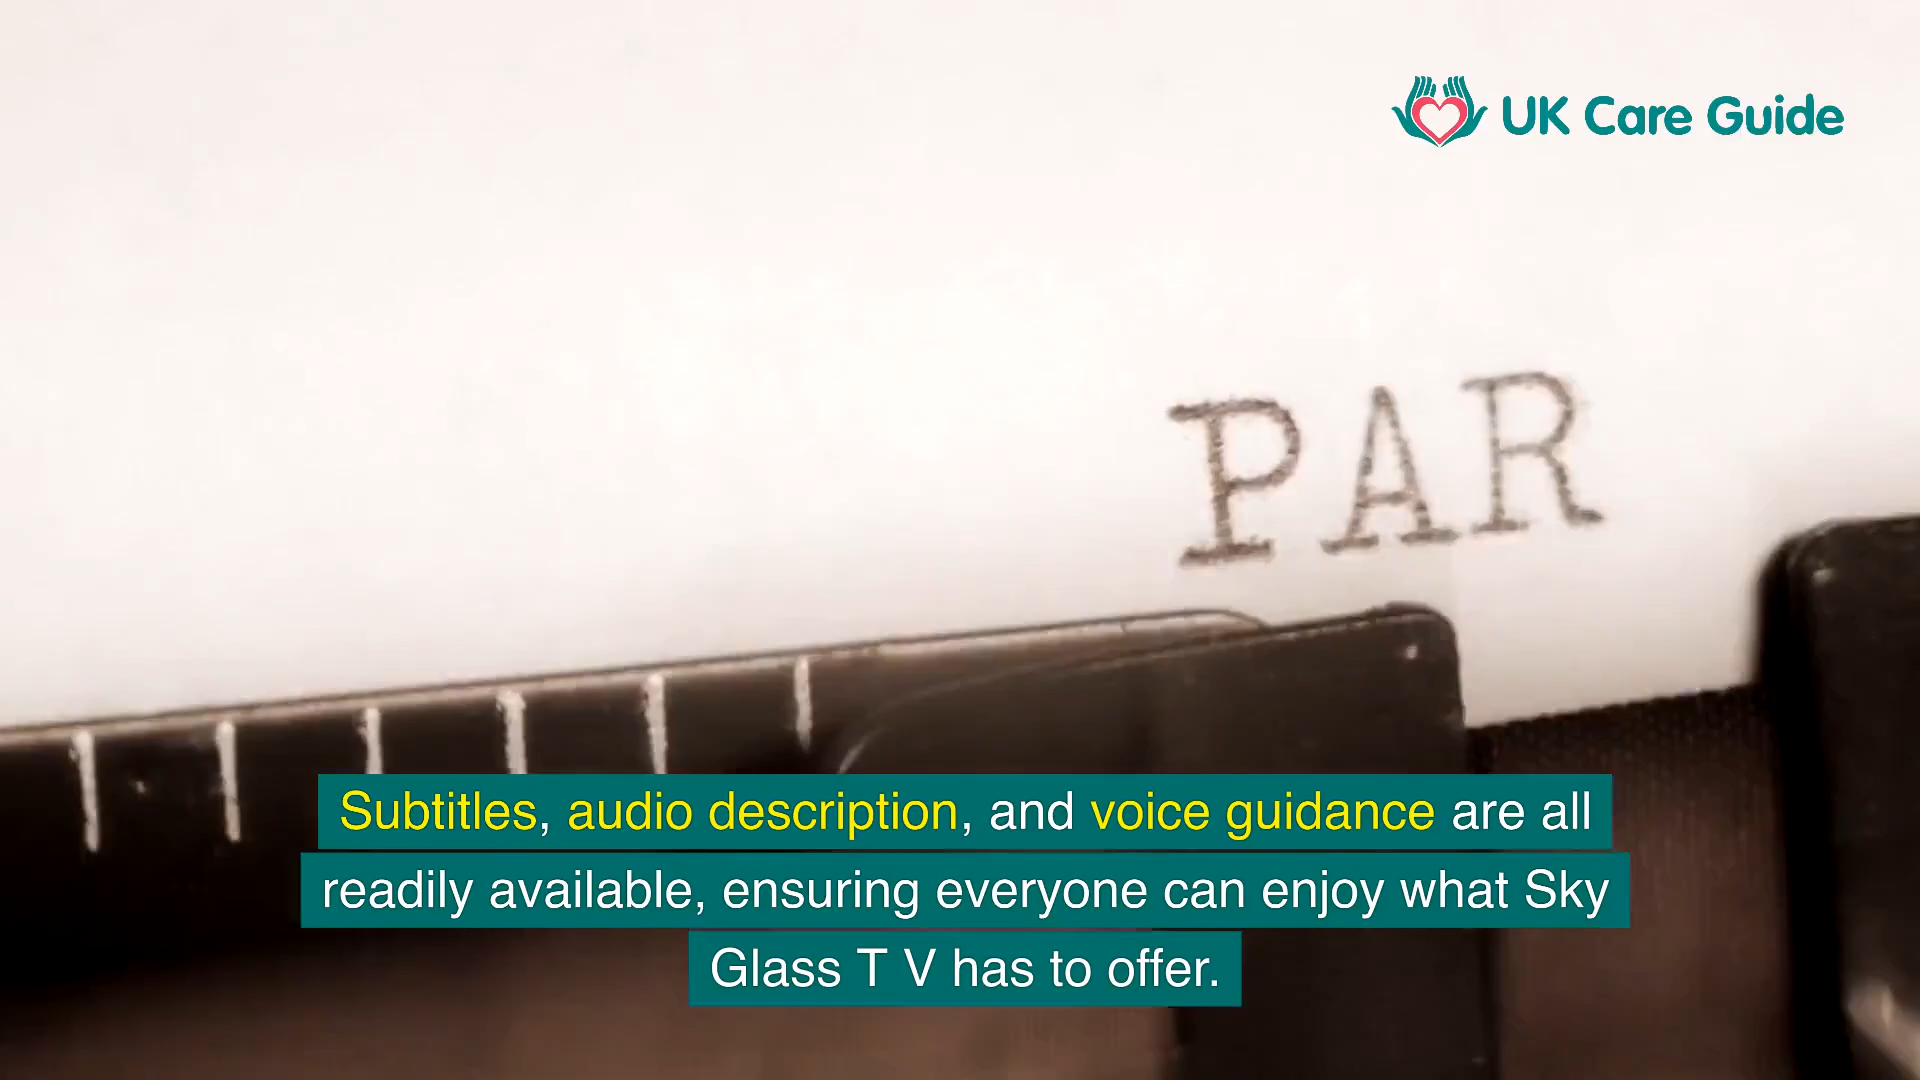 UK Care Guide
PAR
Subtitles, audio description, and voice guidance are all
readily available, ensuring everyone can enjoy what Sky
Glass T V has to offer.